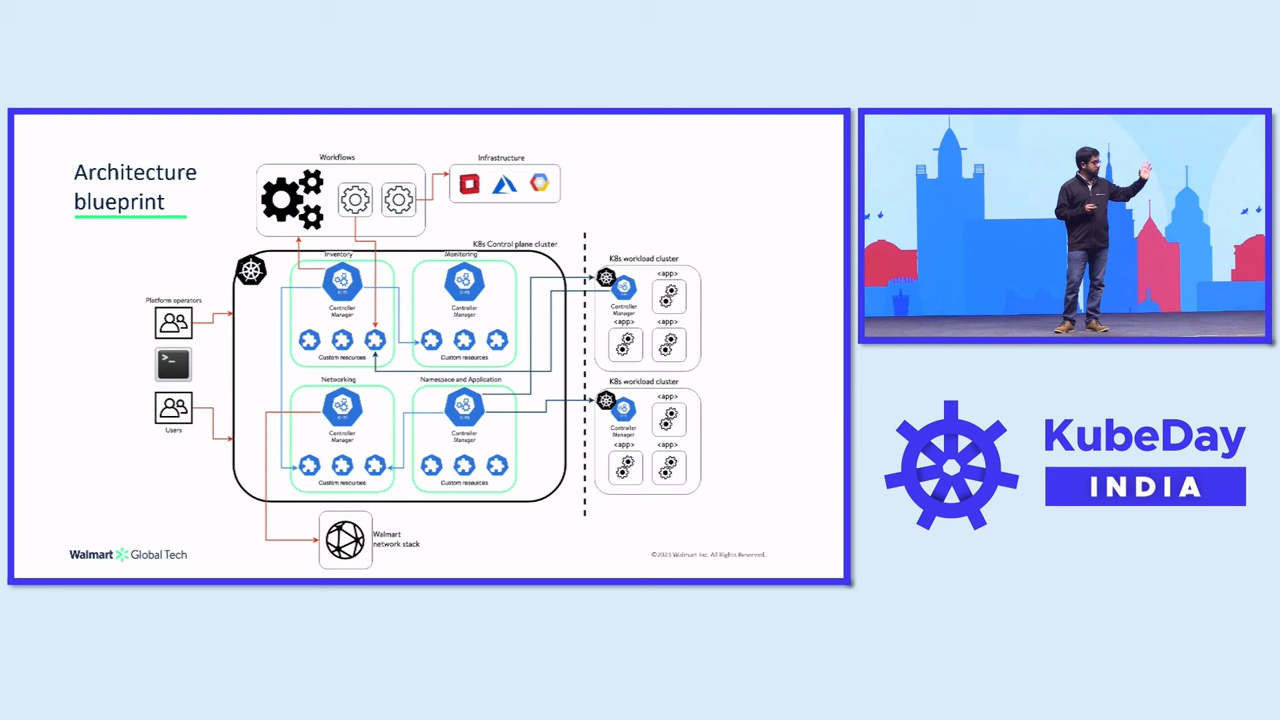 Architecture
blueprint
Workflows
Infrastructure
K8s Control plane cluster
Inventory
Controller
Manager
Custom resources
Monitoring
Controller
Manager
Custom resources
Networking
Controller
Manager
Custom resources
Namespace and Application
Controller
Manager
Custom resources
Platform operators
>_
Users
K8s workload cluster
<app>
Controller
Manager
<app>
<app>
K8s workload cluster
<app>
Controller
Manager
<app>
<app>
Walmart
network stack
Walmart Global Tech
©2023 Walmart Inc. All Rights Reserved.
KubeDay
INDIA